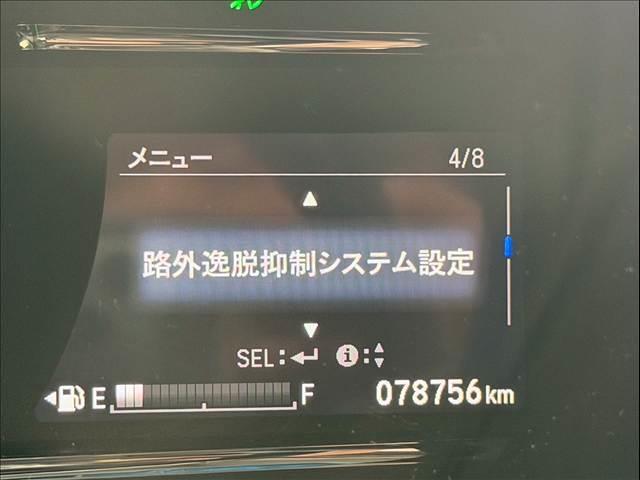 メニュー 4/8
路外逸脱抑制システム設定
SEL: i:
E F 078756km